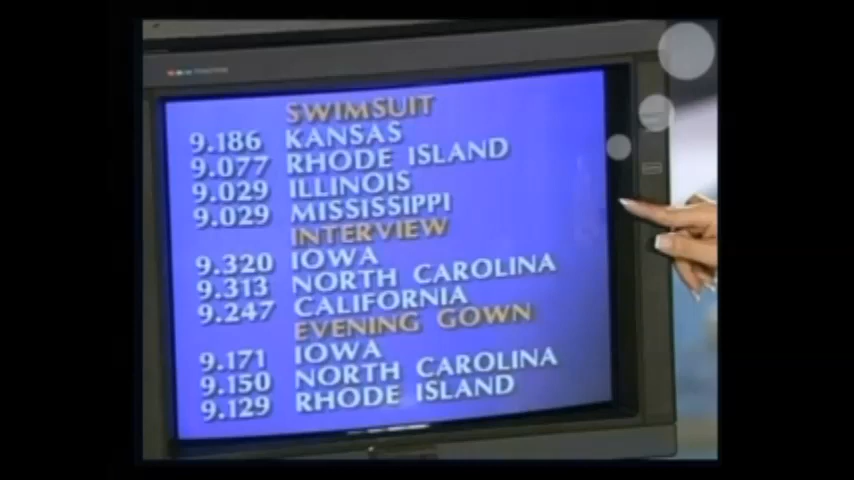 SWIMSUIT
9.186 KANSAS
9.077 RHODE ISLAND
9.029 ILLINOIS
9.029 MISSISSIPPI
INTERVIEW
9.320 IOWA
9.313 NORTH CAROLINA
9.247 CALIFORNIA
EVENING GOWN
9.171 IOWA
9.150 NORTH CAROLINA
9.129 RHODE ISLAND